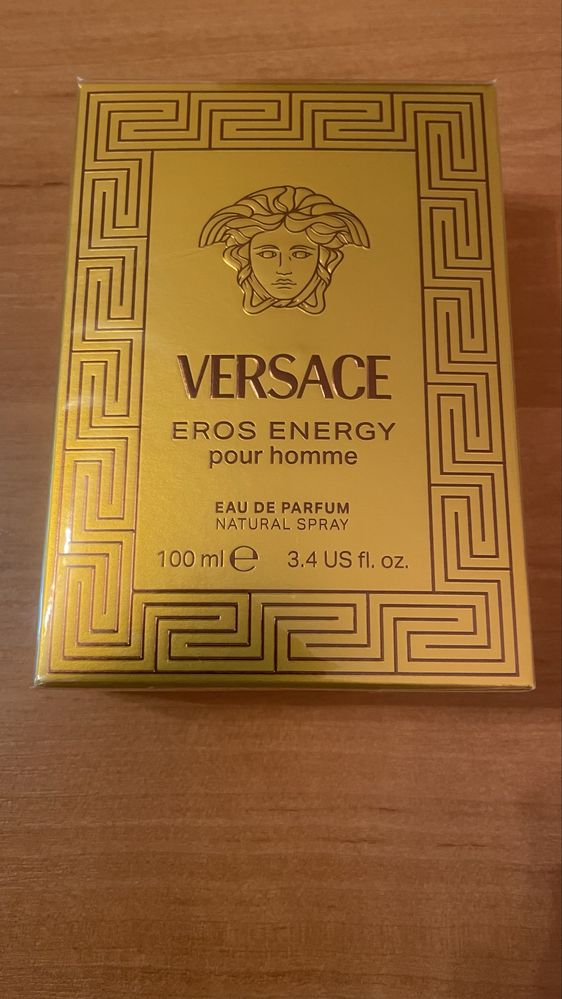 VERSACE
EROS ENERGY
pour homme
EAU DE PARFUM
NATURAL SPRAY
100 ml ℮ 3.4 US fl. oz.